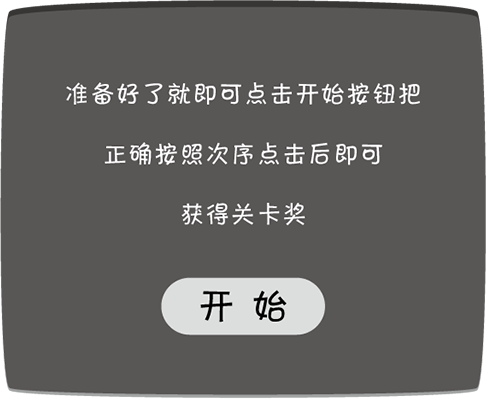 准备好了就即可点击开始按钮把
正确按照次序点击后即可
获得关卡奖
开始